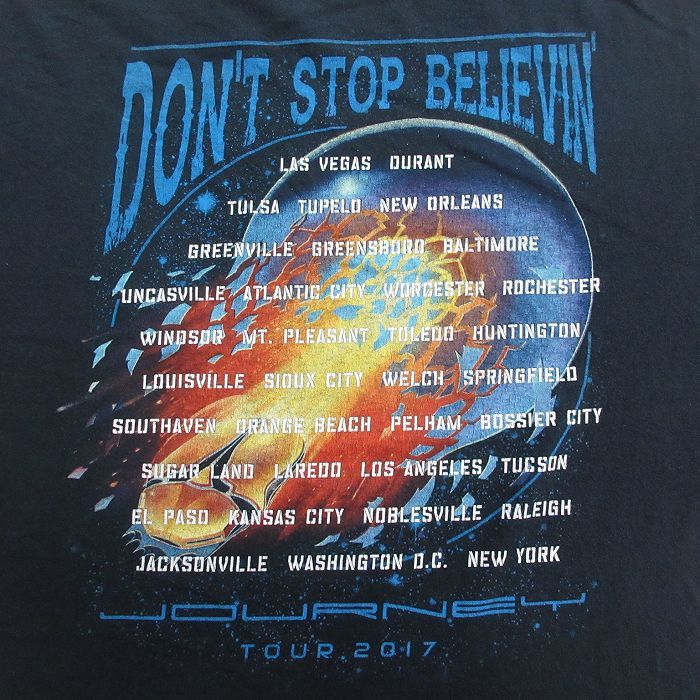 DON'T STOP BELIEVIN'
LAS VEGAS DURANT
TULSA TUPELO NEW ORLEANS
GREENVILLE GREENSBORO BALTIMORE
UNCASVILLE ATLANTIC CITY WORCESTER ROCHESTER
WINDSOR MT. PLEASANT TOLEDO HUNTINGTON
LOUISVILLE SIOUX CITY WELCH SPRINGFIELD
SOUTHAVEN ORANGE BEACH PELHAM BOSSIER CITY
SUGAR LAND LAREDO LOS ANGELES TUCSON
EL PASO KANSAS CITY NOBLESVILLE RALEIGH
JACKSONVILLE WASHINGTON D.C. NEW YORK
JOURNEY
TOUR 2017